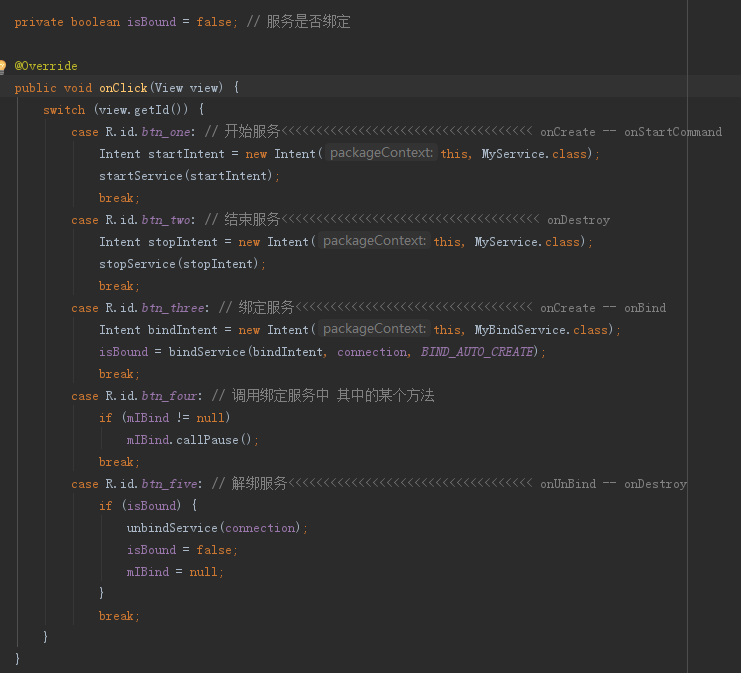 private boolean isBound = false; // 服务是否绑定
@Override
public void onClick(View view) {
switch (view.getId()) {
case R.id.btn_one: // 开始服务<<<<<<<<<<<<<<<<<<<<<<<<<<<<<<<<<<<< onCreate -- onStartCommand
Intent startIntent = new Intent( packageContext: this, MyService.class);
startService(startIntent);
break;
case R.id.btn_two: // 结束服务<<<<<<<<<<<<<<<<<<<<<<<<<<<<<<<<<<<<< onDestroy
Intent stopIntent = new Intent( packageContext: this, MyService.class);
stopService(stopIntent);
break;
case R.id.btn_three: // 绑定服务<<<<<<<<<<<<<<<<<<<<<<<<<<<<<<<<<< onCreate -- onBind
Intent bindIntent = new Intent( packageContext: this, MyBindService.class);
isBound = bindService(bindIntent, connection, BIND_AUTO_CREATE);
break;
case R.id.btn_four: // 调用绑定服务中 其中的某个方法
if (mIBind != null)
mIBind.callPause();
break;
case R.id.btn_five: // 解绑服务<<<<<<<<<<<<<<<<<<<<<<<<<<<<<<<<<<< onUnBind -- onDestroy
if (isBound) {
unbindService(connection);
isBound = false;
mIBind = null;
}
break;
}
}